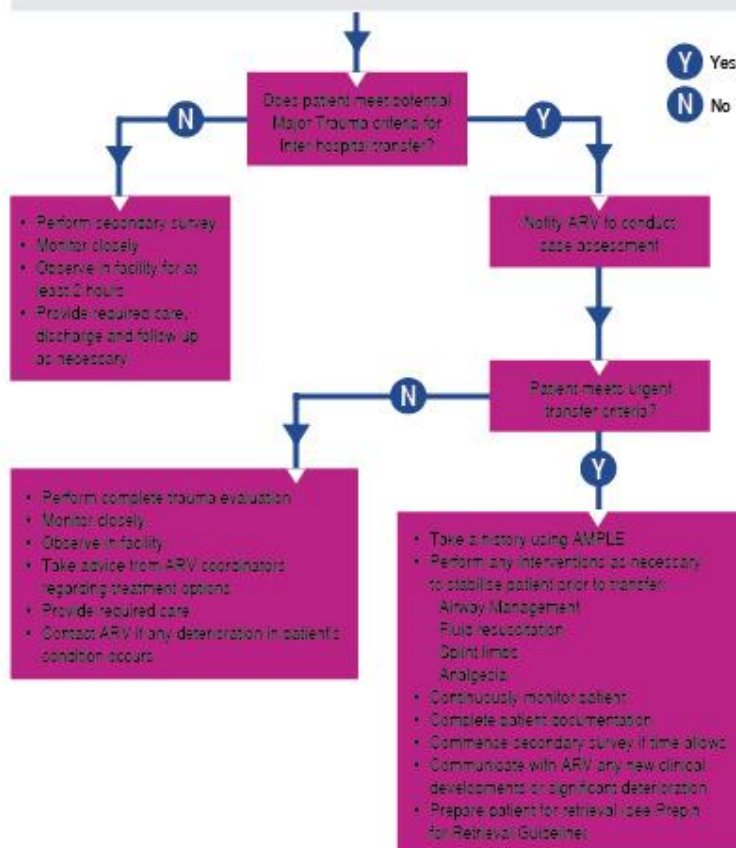 Y Yes
N No
Does patient meet potential
Major Trauma criteria for
Inter-hospital transfer?
N
Y
• Perform secondary survey
• Monitor closely
• Observe in facility for at
least 2 hours
• Provide required care,
discharge and follow up
as necessary
Notify ARV to conduct
case assessment
Patient meets urgent
transfer criteria?
N
Y
• Perform complete trauma evaluation
• Monitor closely
• Observe in facility
• Take advice from ARV coordinators
regarding treatment options
• Provide required care
• Contact ARV if any deterioration in patient's
condition occurs
• Take a history using AMPLE
• Perform any interventions as necessary
to stabilise patient prior to transfer
Airway Management
Fluid resuscitation
Splint limbs
Analgesia
• Continuously monitor patient
• Complete patient documentation
• Commence secondary survey if time allows
• Communicate with ARV any new clinical
developments or significant deterioration
• Prepare patient for retrieval (see Prep
for Retrieval Guideline)